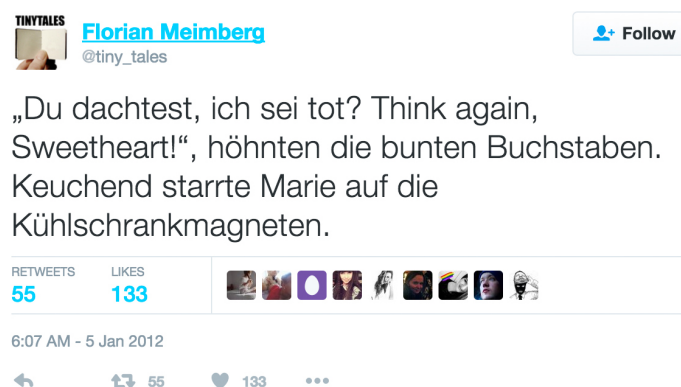 TINYTALES
Florian Meimberg
@tiny_tales
Follow
„Du dachtest, ich sei tot? Think again,
Sweetheart!“, höhnten die bunten Buchstaben.
Keuchend starrte Marie auf die
Kühlschrankmagneten.
RETWEETS LIKES
55 133
6:07 AM - 5 Jan 2012
55 133